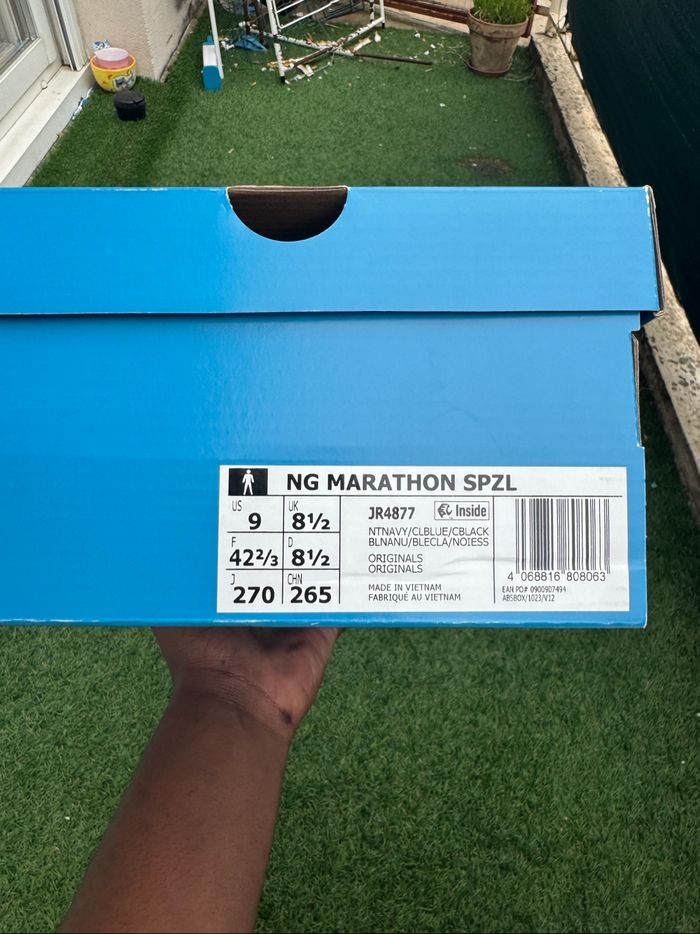 NG MARATHON SPZL
US 9
UK 8½
F 42⅔
D 8½
J 270
CHN 265
JR4877
Inside
NTNAVY/CLBLUE/CBLACK
BLNANU/BLECLA/NOIESS
ORIGINALS
ORIGINALS
MADE IN VIETNAM
FABRIQUÉ AU VIETNAM
4 068816 808063
EAN PO# 0900907494
ABSBOX/1023/V12